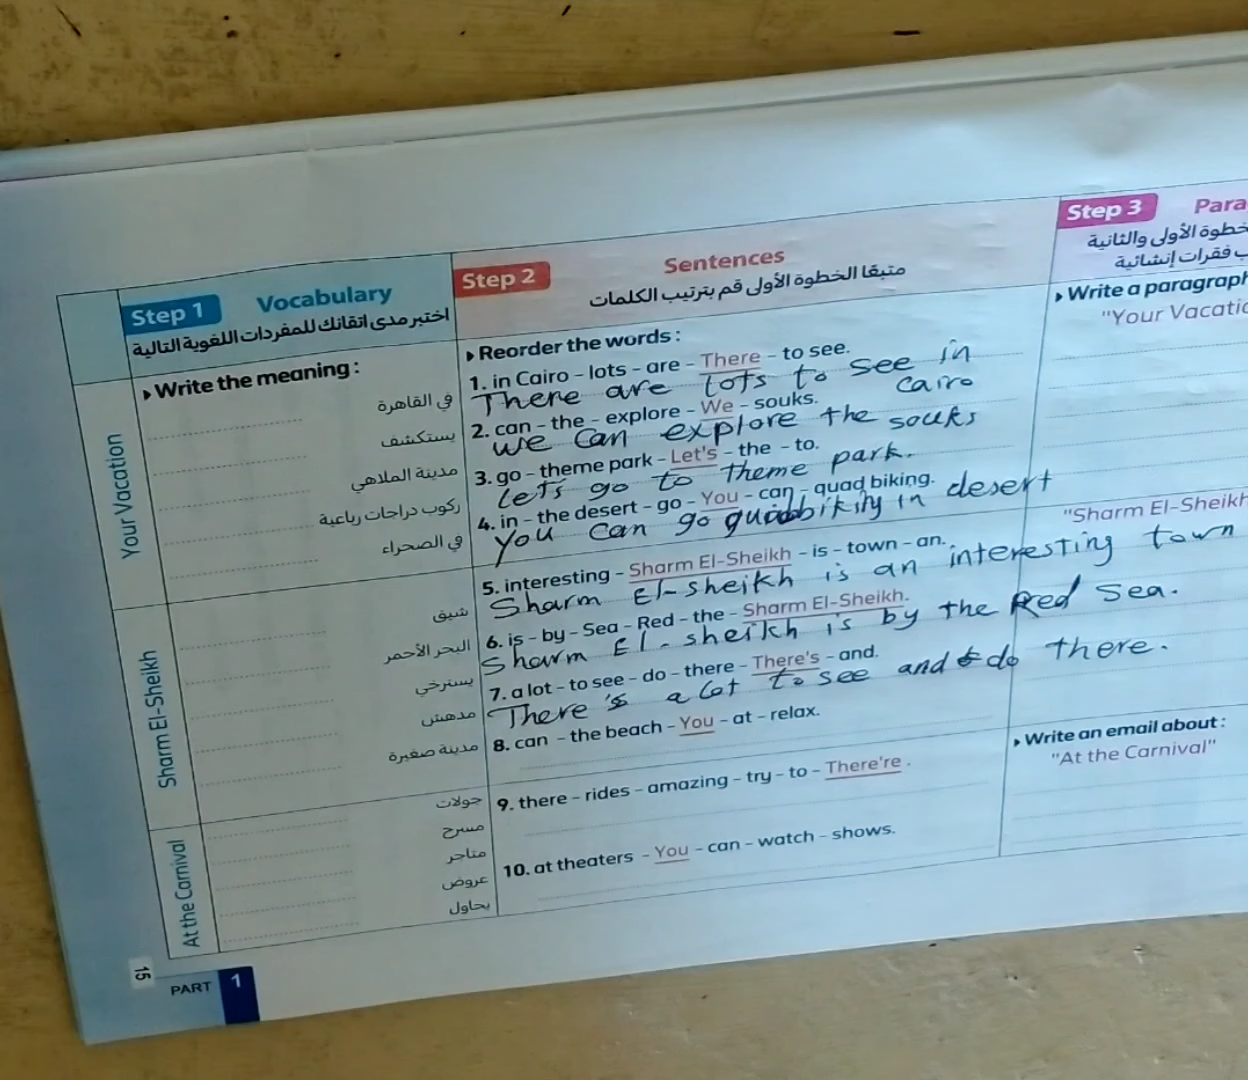 Step 1 Vocabulary
اختبر مدى اتقانك للمفردات اللغوية التالية
Step 2 Sentences
متبعًا الخطوة الأولى قم بترتيب الكلمات
Step 3 Para
خطوة الأولى والثانية
ب فقرات إنشائية
Your Vacation
Write the meaning :
في القاهرة
يستكشف
مدينة الملاهي
ركوب دراجات رباعية
في الصحراء
Reorder the words :
1. in Cairo - lots - are - There - to see.
There are lots to see in
Cairo
2. can - the - explore - We - souks.
we can explore the souks
3. go - theme park - Let's - the - to.
Let's go to theme park.
4. in - the desert - go - You - can - quad biking.
you can go quad biking in desert
Write a paragraph
"Your Vacatio
Sharm El-Sheikh
شيق
البحر الأحمر
يسترخي
مدهش
مدينة صغيرة
5. interesting - Sharm El-Sheikh - is - town - an.
Sharm El-sheikh is an interesting town
6. is - by - Sea - Red - the - Sharm El-Sheikh.
Sharm El-sheikh is by the Red Sea.
7. a lot - to see - do - there - There's - and.
There's a lot to see and do there.
8. can - the beach - You - at - relax.
"Sharm El-Sheikh
At the Carnival
جولات
مسرح
متاجر
عروض
يحاول
9. there - rides - amazing - try - to - There're .
10. at theaters - You - can - watch - shows.
Write an email about :
"At the Carnival"
15
PART 1